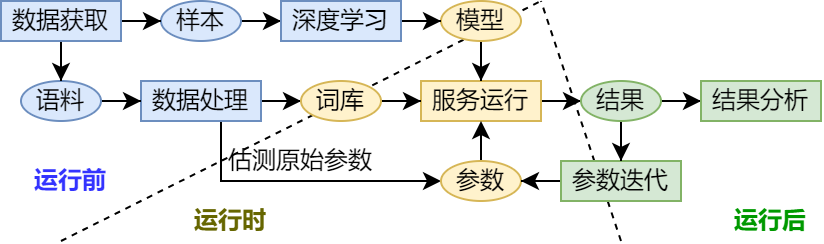 数据获取
样本
深度学习
模型
语料
数据处理
词库
服务运行
结果
结果分析
估测原始参数
参数
参数迭代
运行前
运行时
运行后